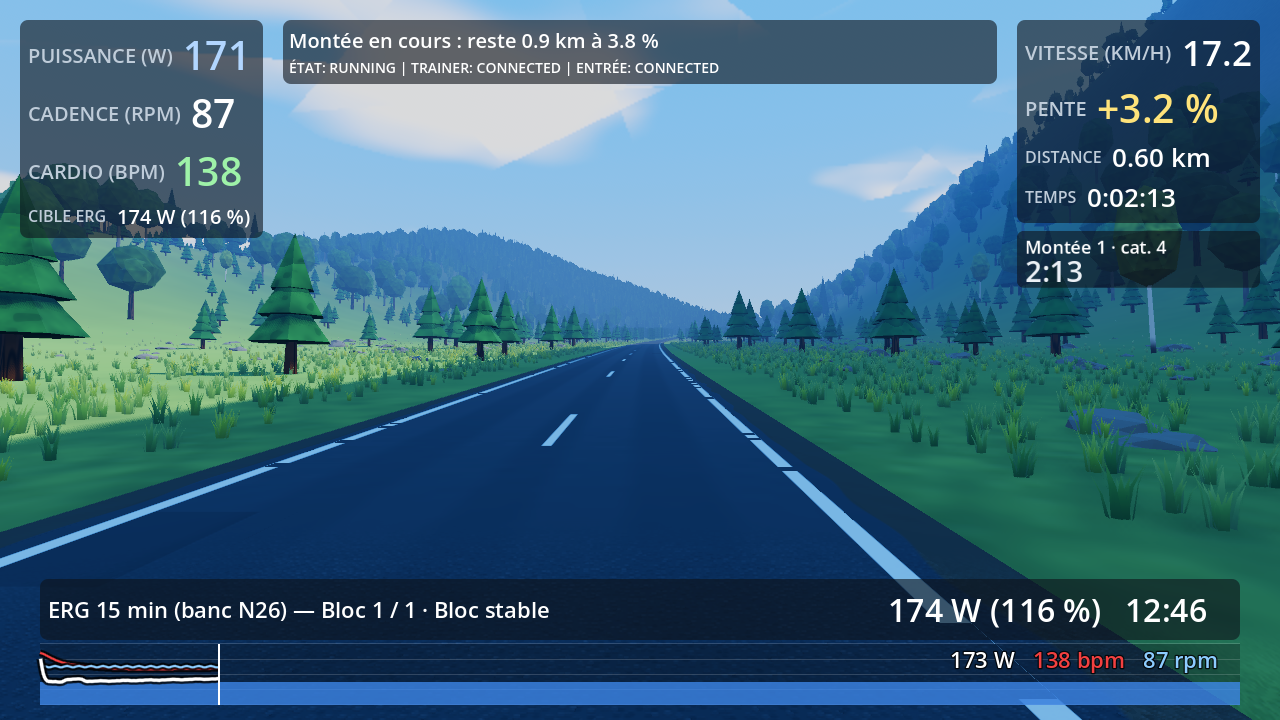 PUISSANCE (W) 171
CADENCE (RPM) 87
CARDIO (BPM) 138
CIBLE ERG 174 W (116 %)
Montée en cours : reste 0.9 km à 3.8 %
ÉTAT: RUNNING | TRAINER: CONNECTED | ENTRÉE: CONNECTED
VITESSE (KM/H) 17.2
PENTE +3.2 %
DISTANCE 0.60 km
TEMPS 0:02:13
Montée 1 · cat. 4
2:13
ERG 15 min (banc N26) — Bloc 1 / 1 · Bloc stable 174 W (116 %) 12:46
173 W 138 bpm 87 rpm